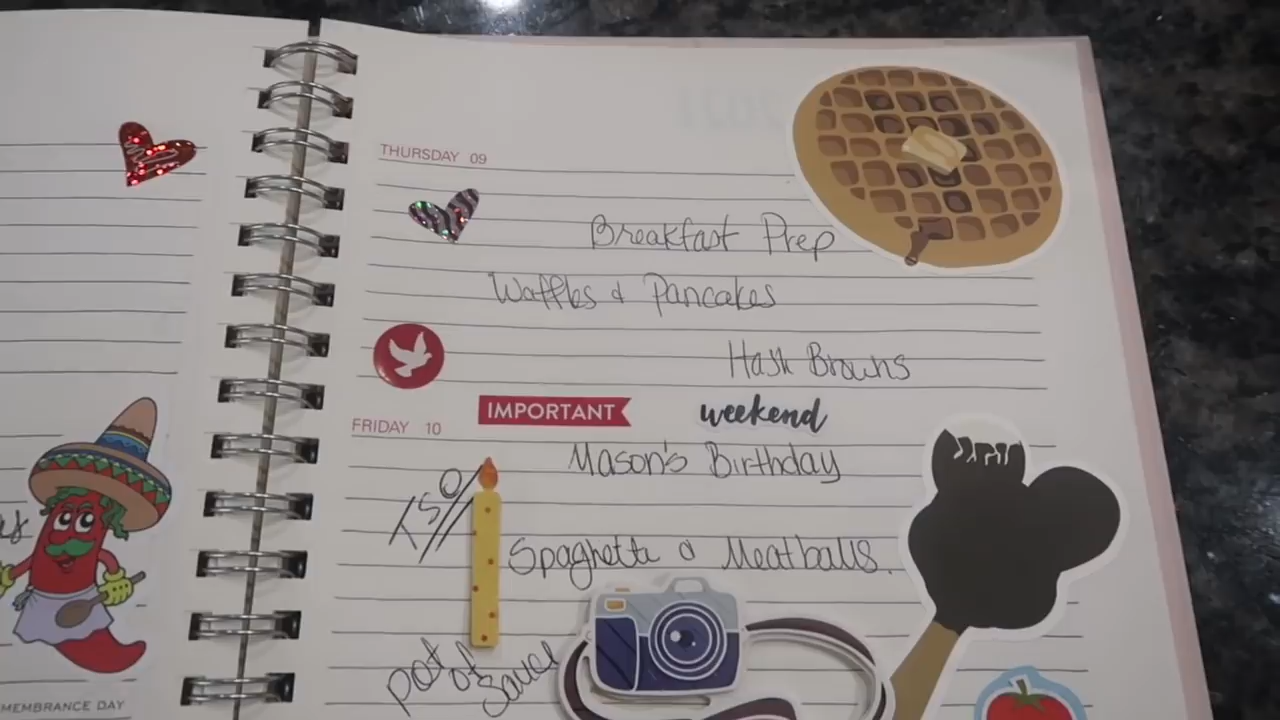 THURSDAY 09
Breakfast Prep
Waffles & Pancakes
Hash Browns
IMPORTANT
weekend
FRIDAY 10
Mason's Birthday
Spaghetti & Meatballs.
pot of Sauce
MEMBRANCE DAY